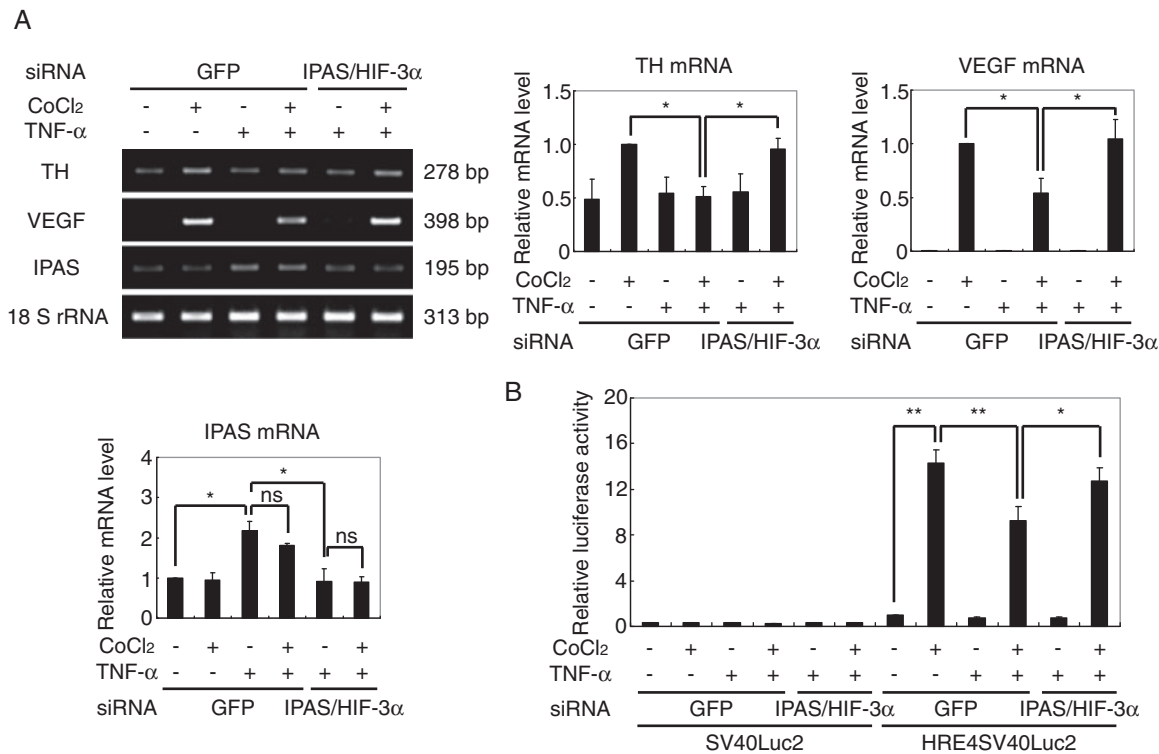 A
siRNA GFP IPAS/HIF-3α
CoCl2 - + - + - +
TNF-α - - + + + +
TH 278 bp
VEGF 398 bp
IPAS 195 bp
18 S rRNA 313 bp
TH mRNA
Relative mRNA level
1.5
1.0
0.5
0
* *
CoCl2 - + - + - +
TNF-α - - + + + +
siRNA GFP IPAS/HIF-3α
VEGF mRNA
Relative mRNA level
1.5
1.0
0.5
0
* *
CoCl2 - + - + - +
TNF-α - - + + + +
siRNA GFP IPAS/HIF-3α
IPAS mRNA
Relative mRNA level
4
3
2
1
0
* ns * ns
CoCl2 - + - + - +
TNF-α - - + + + +
siRNA GFP IPAS/HIF-3α
B
Relative luciferase activity
20
16
12
8
4
0
** ** *
CoCl2 - + - + - + - + - + - +
TNF-α - - + + + + - - + + + +
siRNA GFP IPAS/HIF-3α GFP IPAS/HIF-3α
SV40Luc2 HRE4SV40Luc2